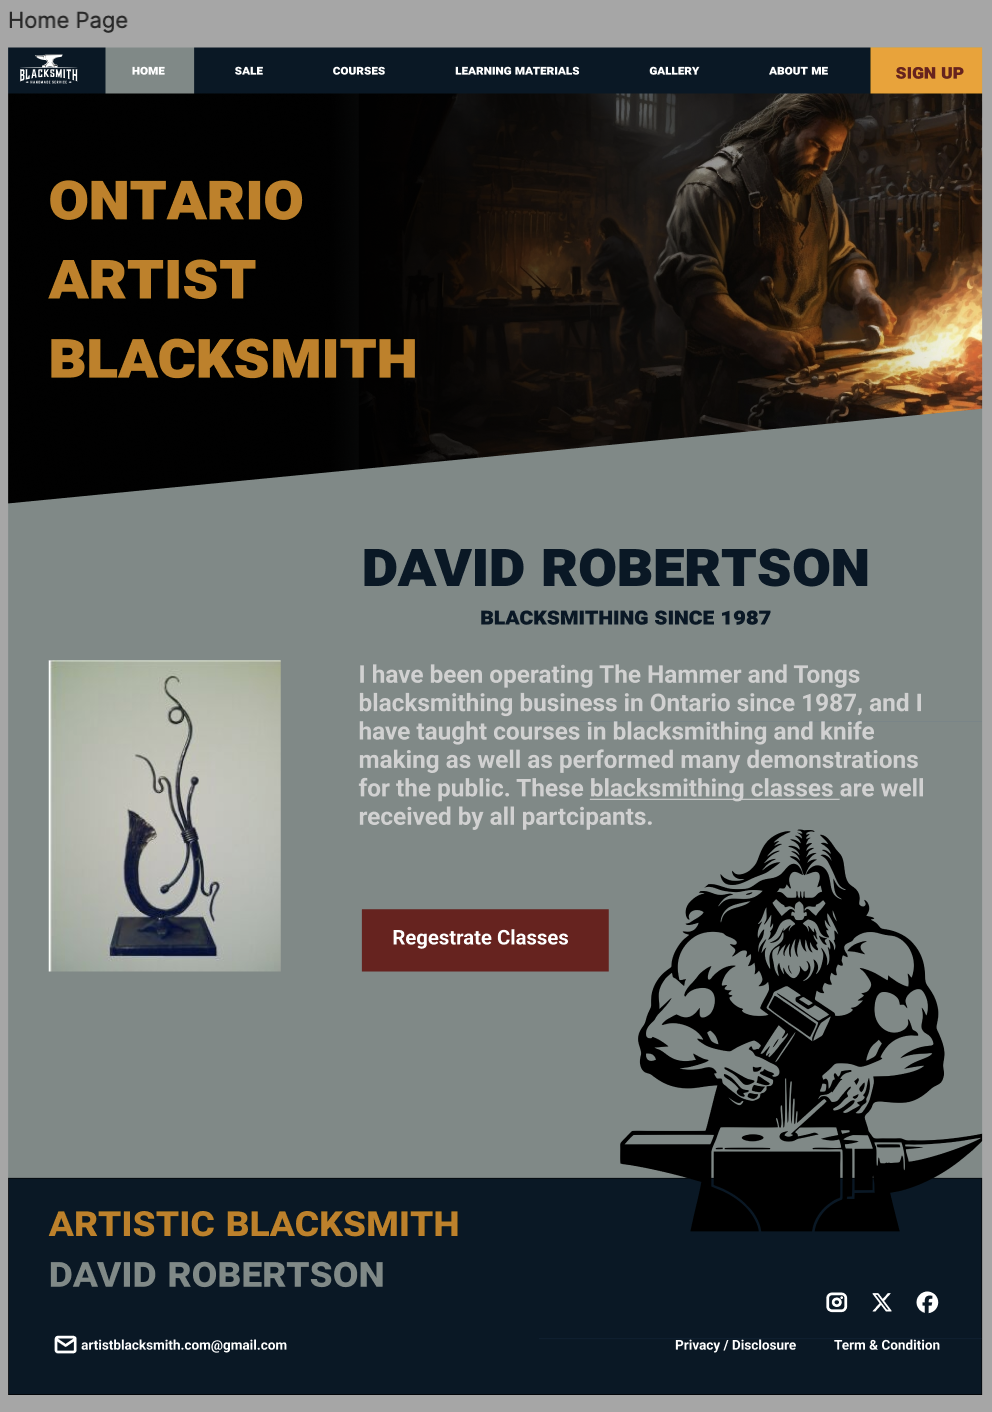 Home Page
BLACKSMITH
HANDMADE SERVICE
HOME
SALE
COURSES
LEARNING MATERIALS
GALLERY
ABOUT ME
SIGN UP
ONTARIO
ARTIST
BLACKSMITH
DAVID ROBERTSON
BLACKSMITHING SINCE 1987
I have been operating The Hammer and Tongs
blacksmithing business in Ontario since 1987, and I
have taught courses in blacksmithing and knife
making as well as performed many demonstrations
for the public. These blacksmithing classes are well
received by all partcipants.
Regestrate Classes
ARTISTIC BLACKSMITH
DAVID ROBERTSON
artistblacksmith.com@gmail.com
Privacy / Disclosure
Term & Condition